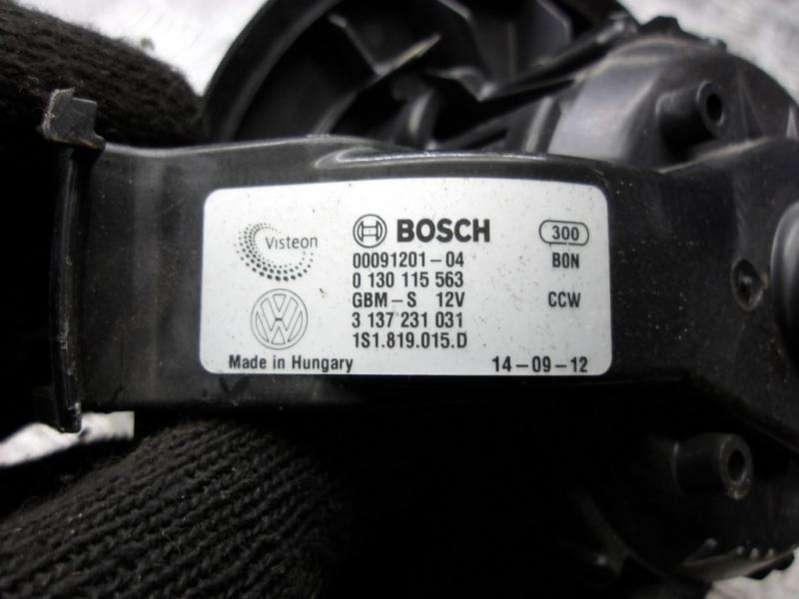 Visteon
BOSCH 300
00091201-04 B0N
0 130 115 563
GBM-S 12V CCW
3 137 231 031
1S1.819.015.D
Made in Hungary 14-09-12